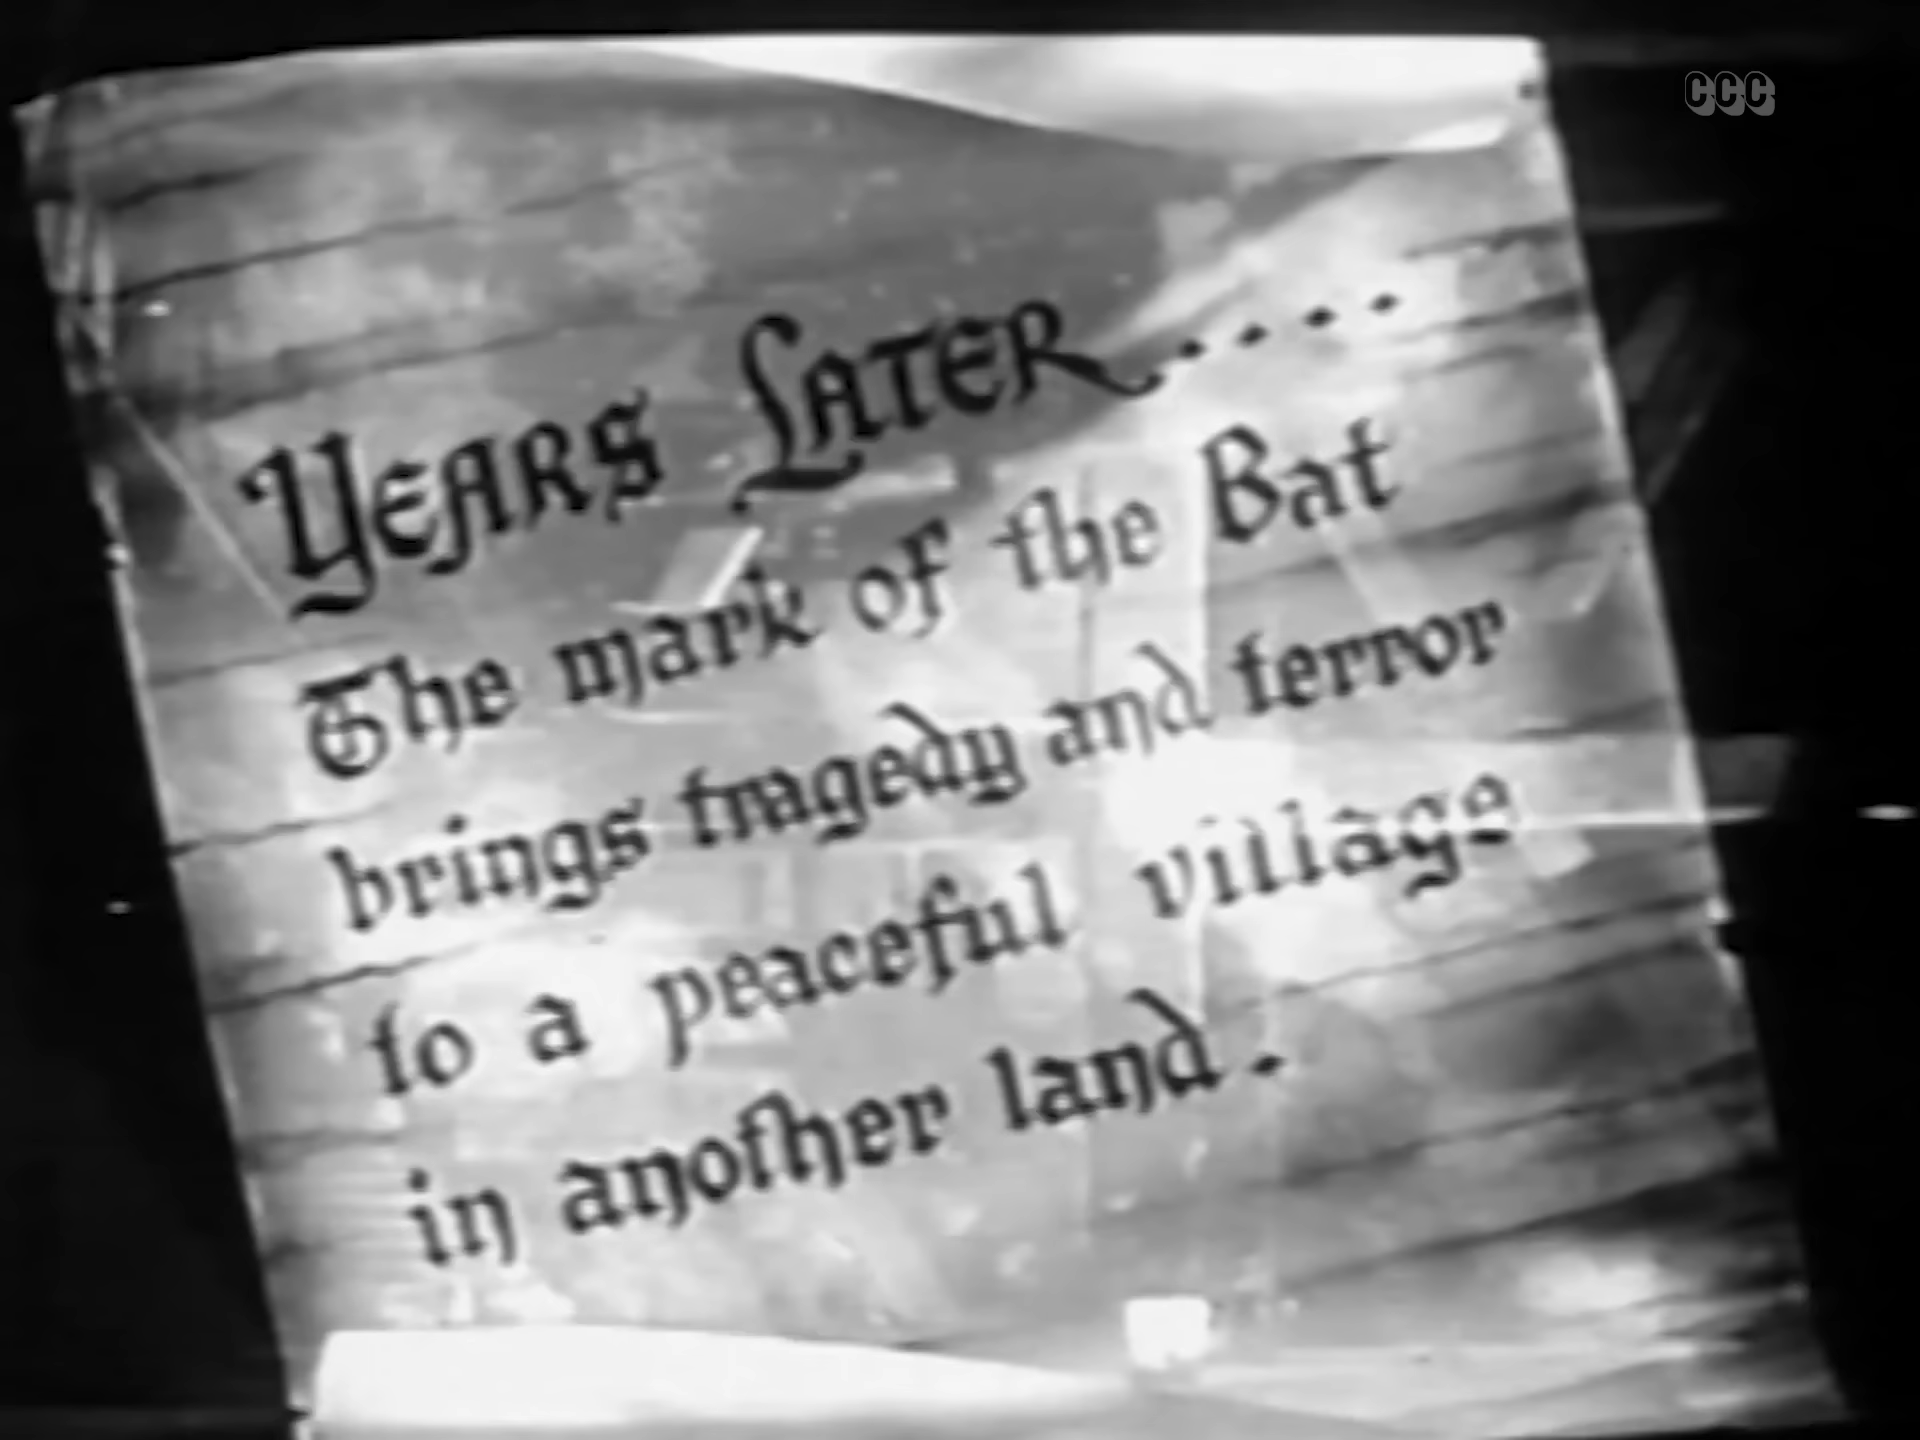 CCC
YEARS LATER.....
The mark of the Bat
brings tragedy and terror
to a peaceful village
in another land.